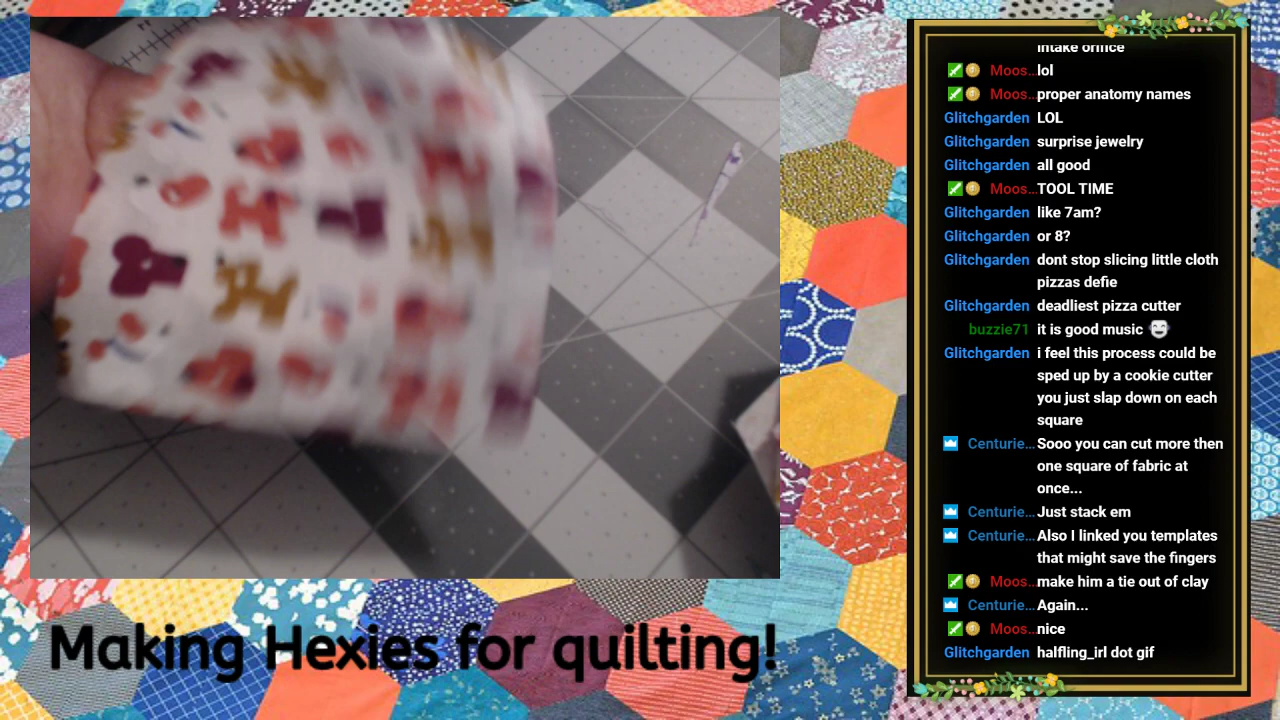 intake orifice
Moos...lol
Moos...proper anatomy names
Glitchgarden LOL
Glitchgarden surprise jewelry
Glitchgarden all good
Moos...TOOL TIME
Glitchgarden like 7am?
Glitchgarden or 8?
Glitchgarden dont stop slicing little cloth
pizzas defie
Glitchgarden deadliest pizza cutter
buzzie71 it is good music
Glitchgarden i feel this process could be
sped up by a cookie cutter
you just slap down on each
square
Centurie...Sooo you can cut more then
one square of fabric at
once...
Centurie...Just stack em
Centurie...Also I linked you templates
that might save the fingers
Moos...make him a tie out of clay
Centurie...Again...
Moos...nice
Glitchgarden halfling_irl dot gif
Making Hexies for quilting!